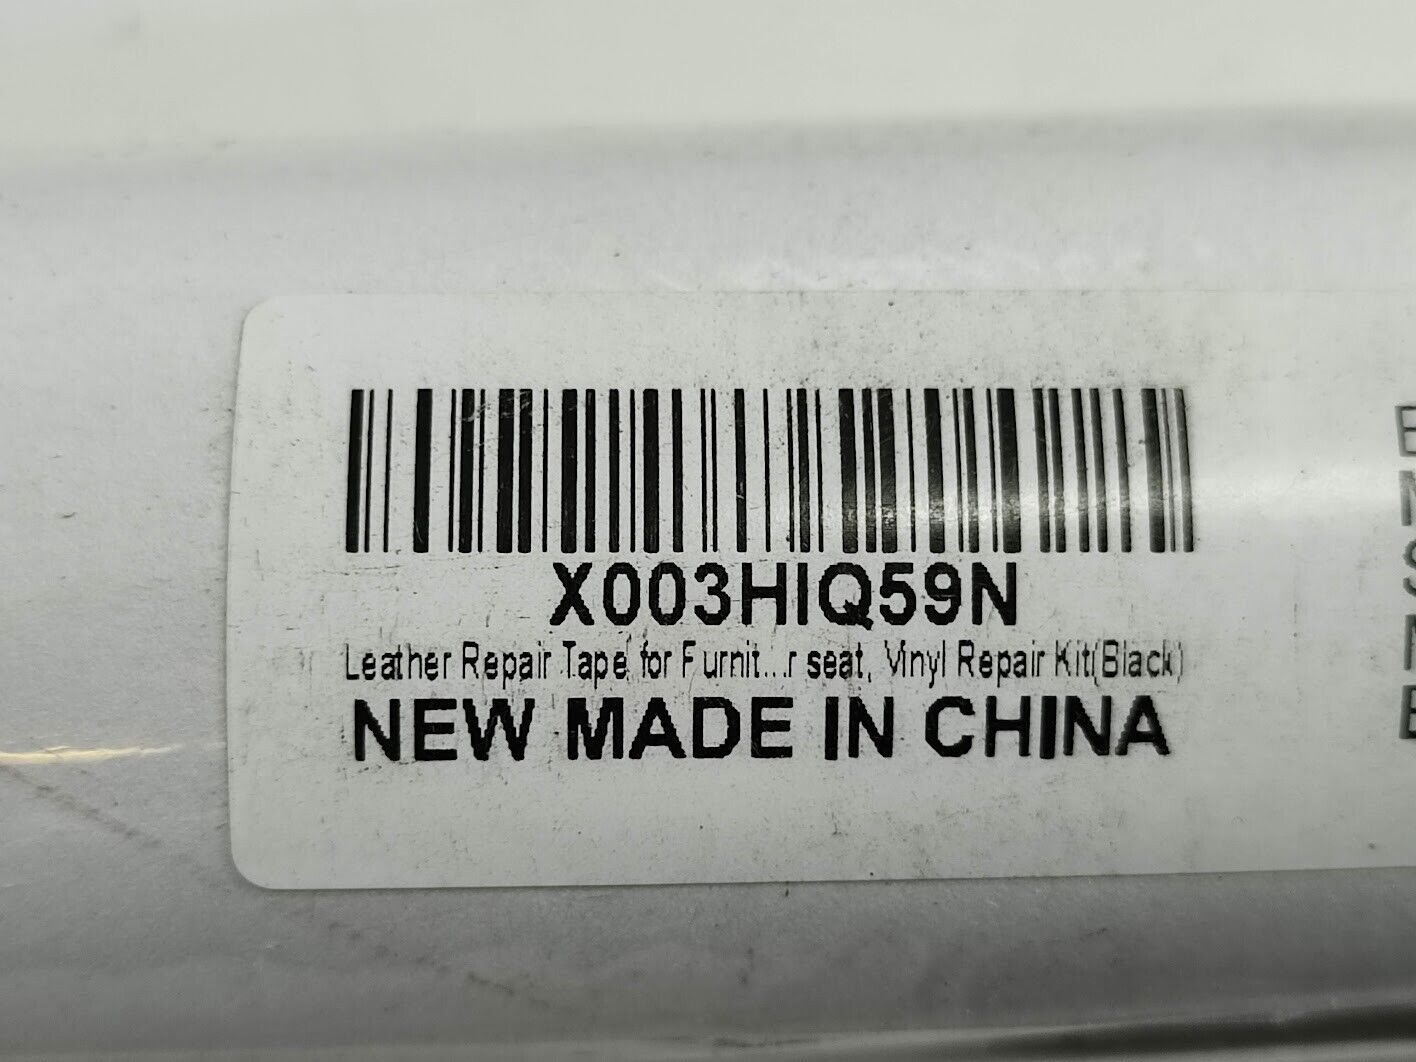 X003HIQ59N
Leather Repair Tape for Furnit...r seat, Vinyl Repair Kit(Black)
NEW MADE IN CHINA